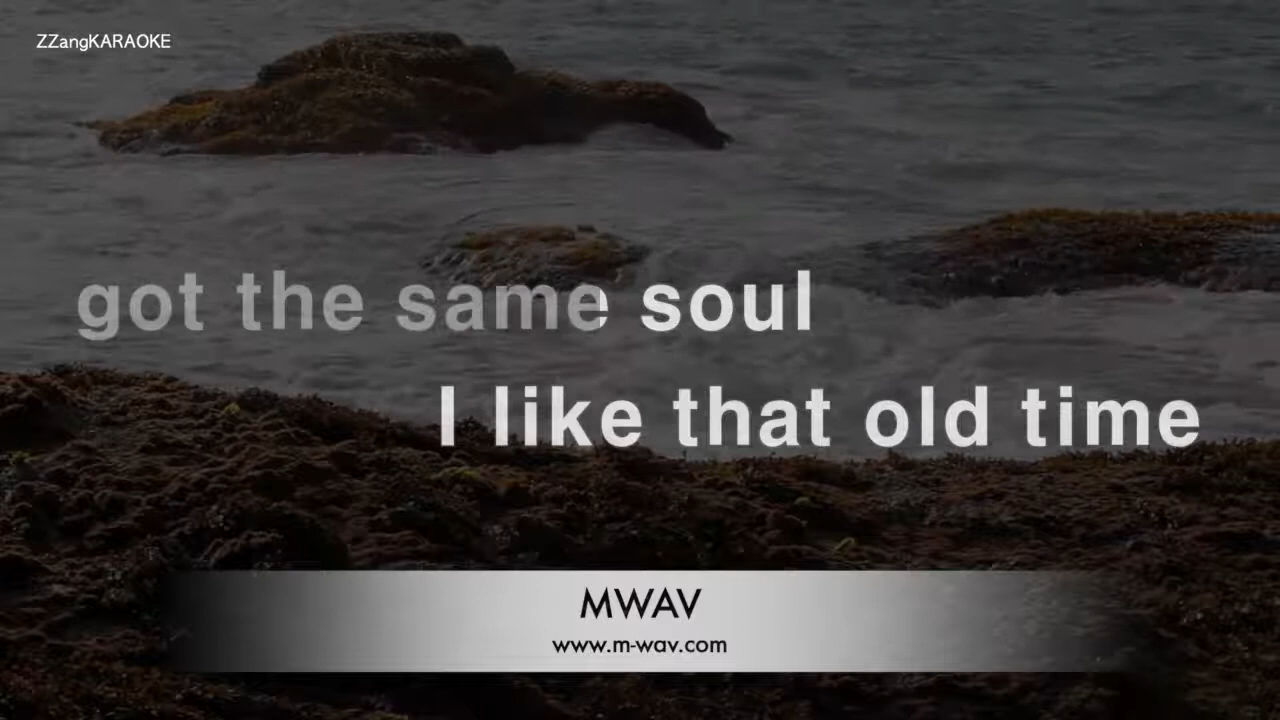 ZZangKARAOKE
got the same soul
I like that old time
MWAV
www.m-wav.com